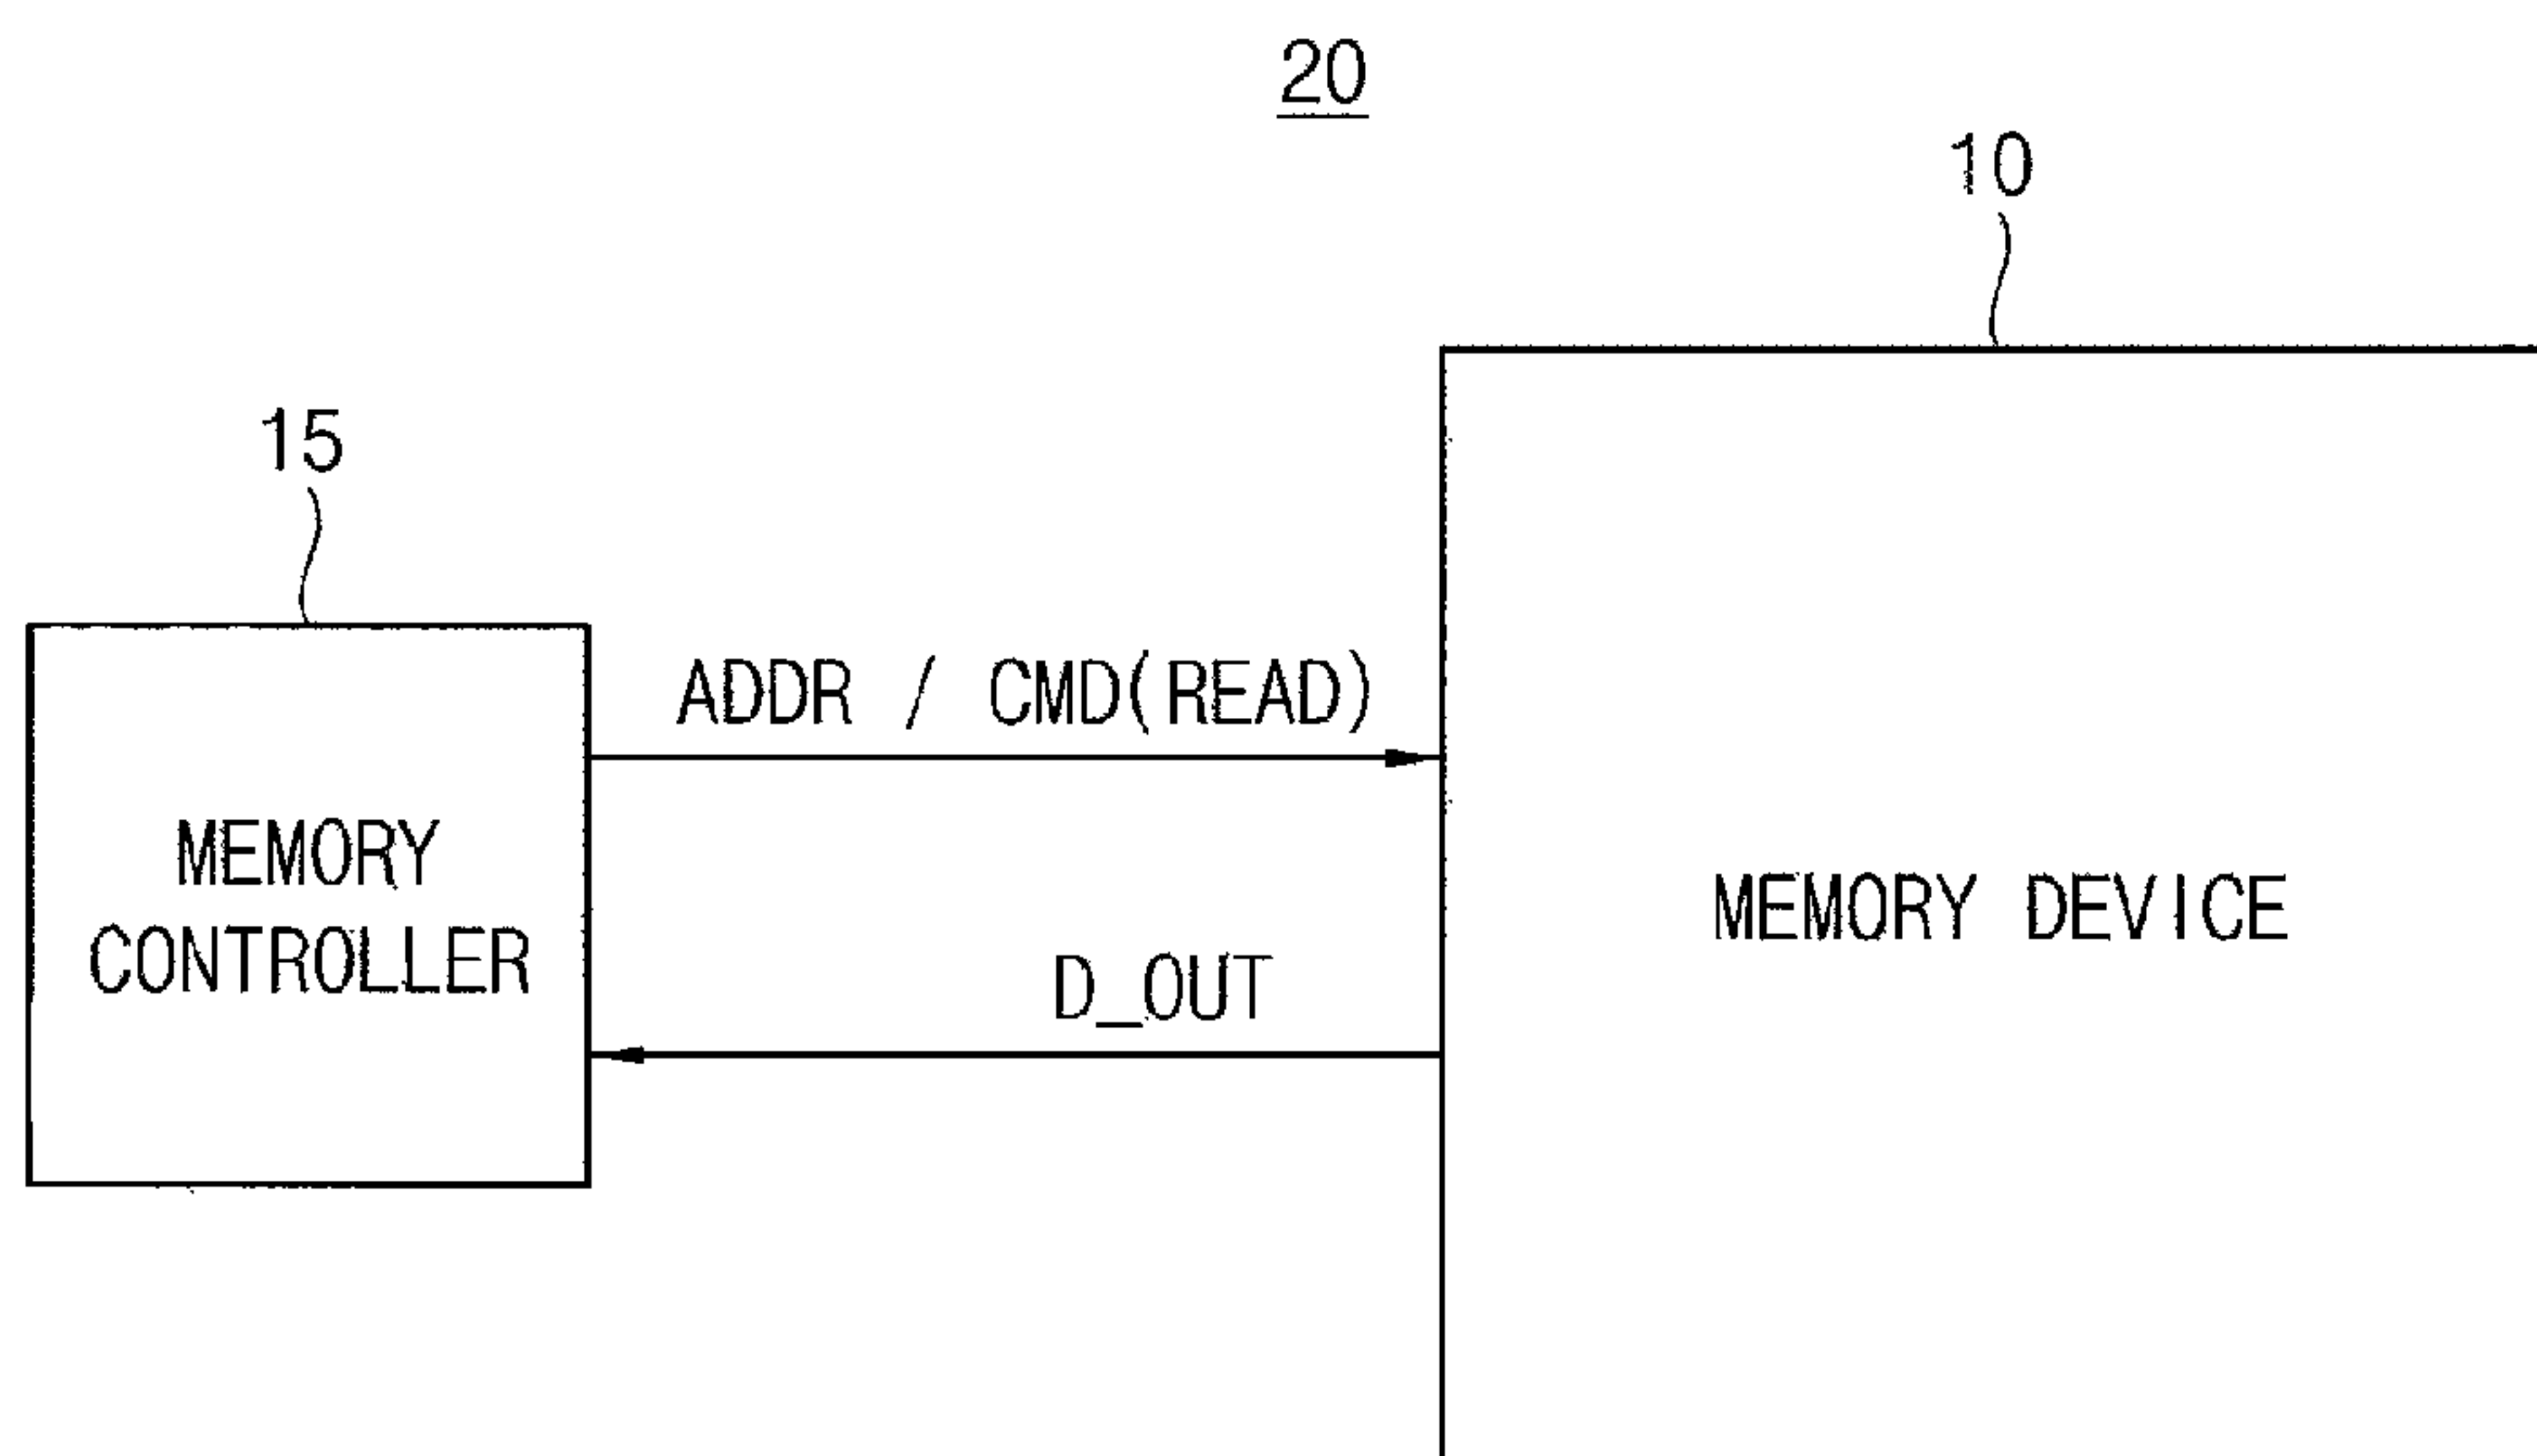 20
10
15
ADDR / CMD(READ)
MEMORY
CONTROLLER
MEMORY DEVICE
D_OUT